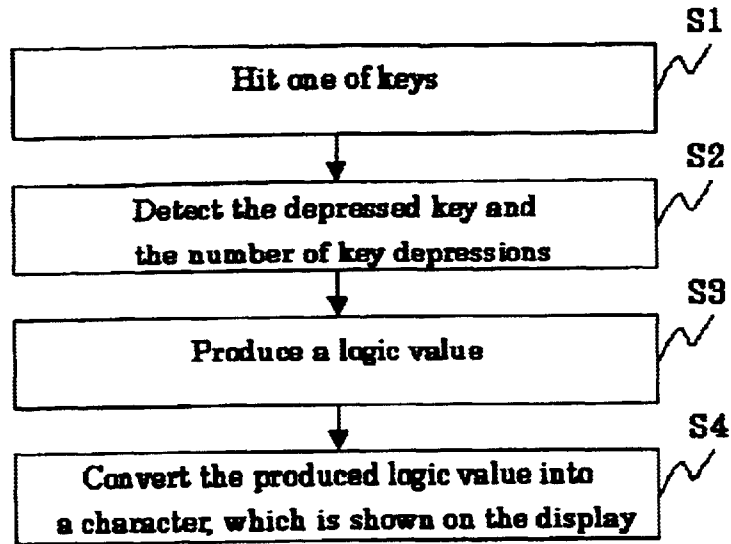 S1
Hit one of keys
S2
Detect the depressed key and
the number of key depressions
S3
Produce a logic value
S4
Convert the produced logic value into
a character, which is shown on the display